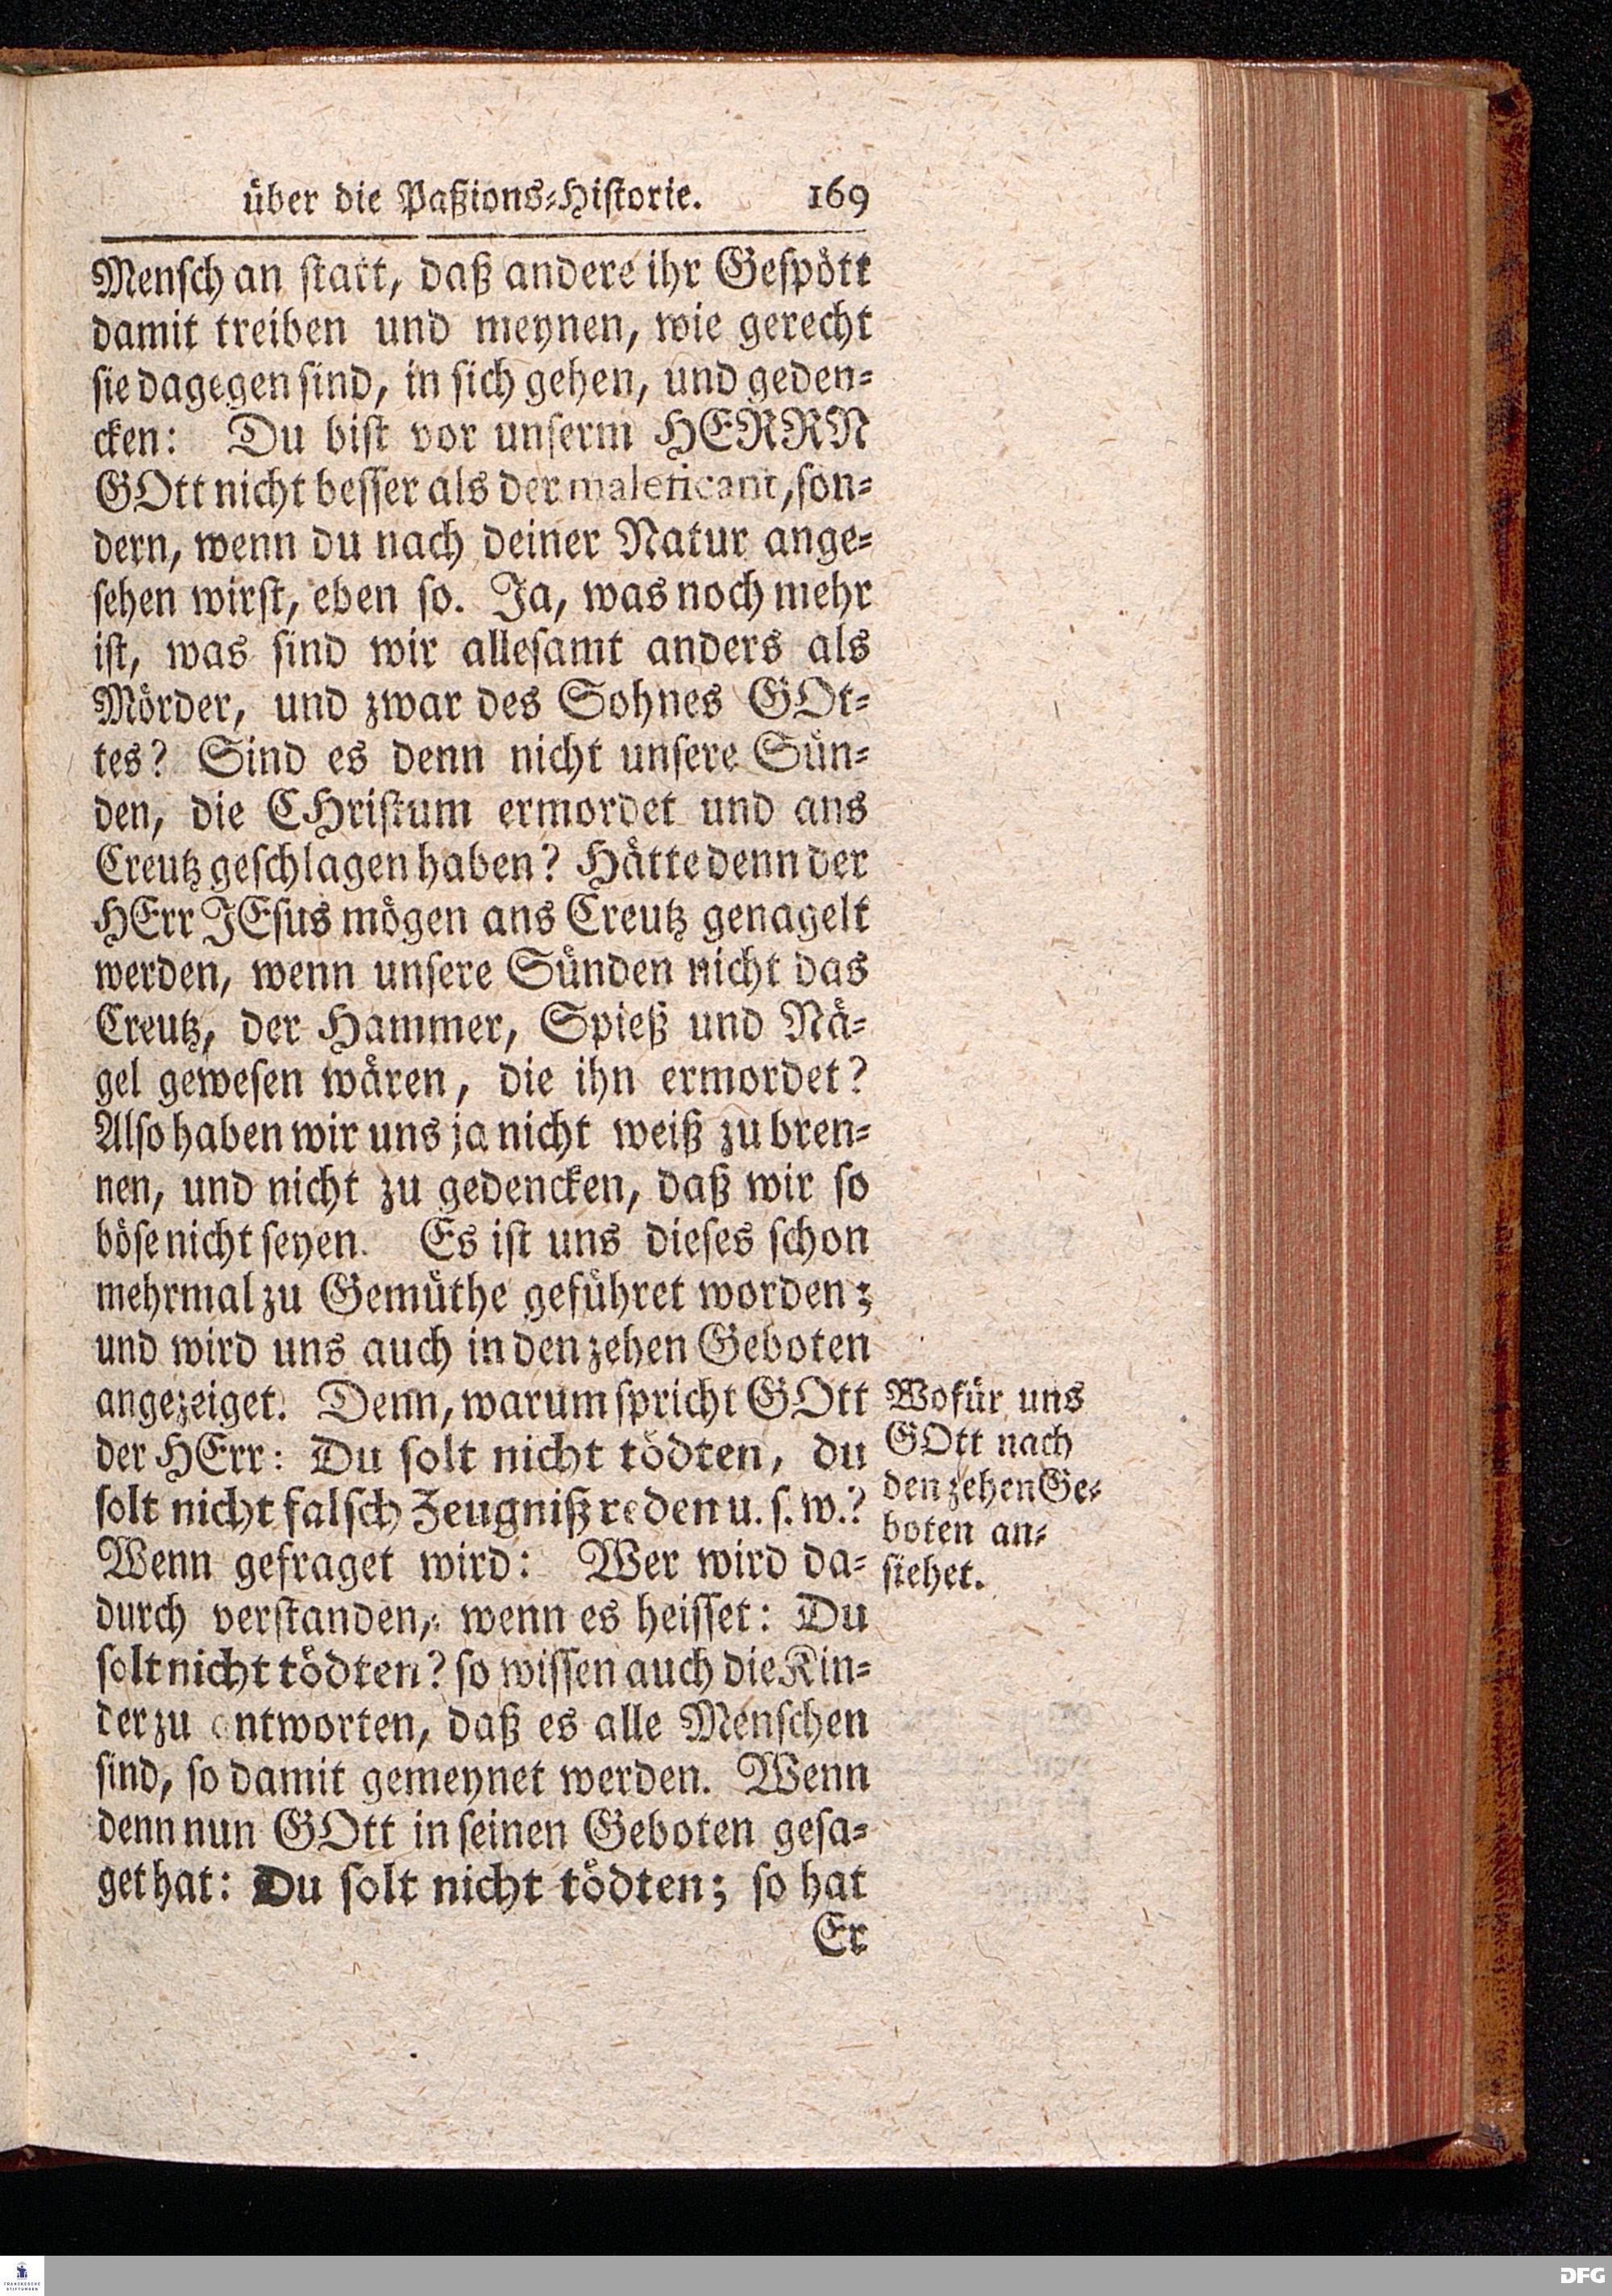 über die Paßions-Historie. 169
Mensch an statt, daß andere ihr Gespött
damit treiben und meynen, wie gerecht
sie dagegen sind, in sich gehen, und geden-
cken: Du bist vor unserm HERRN
GOtt nicht besser als der maleficant, son-
dern, wenn du nach deiner Natur ange-
sehen wirst, eben so. Ja, was noch mehr
ist, was sind wir allesamt anders als
Mörder, und zwar des Sohnes GOt-
tes? Sind es denn nicht unsere Sün-
den, die CHristum ermordet und ans
Creutz geschlagen haben? Hätte denn der
HErr JEsus mögen ans Creutz genagelt
werden, wenn unsere Sünden nicht das
Creutz, der Hammer, Spieß und Nä-
gel gewesen wären, die ihn ermordet?
Also haben wir uns ja nicht weiß zu bren-
nen, und nicht zu gedencken, daß wir so
böse nicht seyen. Es ist uns dieses schon
mehrmal zu Gemüthe geführet worden;
und wird uns auch in den zehen Geboten
angezeiget. Denn, warum spricht GOtt
der HErr: Du solt nicht tödten, du
solt nicht falsch Zeugniß reden u. s. w.?
Wenn gefraget wird: Wer wird da-
durch verstanden, wenn es heisset: Du
solt nicht tödten? so wissen auch die Kin-
der zu antworten, daß es alle Menschen
sind, so damit gemeynet werden. Wenn
denn nun GOtt in seinen Geboten gesa-
get hat: Du solt nicht tödten; so hat
Er
Wofür uns
GOtt nach
den zehen Ge-
boten an-
siehet.
FRANCKESCHE
STIFTUNGEN
DFG